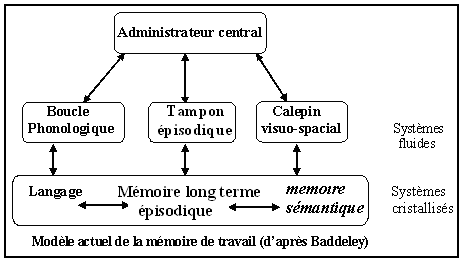 Administrateur central
Boucle
Phonologique
Tampon
épisodique
Calepin
visuo-spacial
Systèmes
fluides
Langage
Mémoire long terme
épisodique
memoire
sémantique
Systèmes
cristallisés
Modèle actuel de la mémoire de travail (d'après Baddeley)